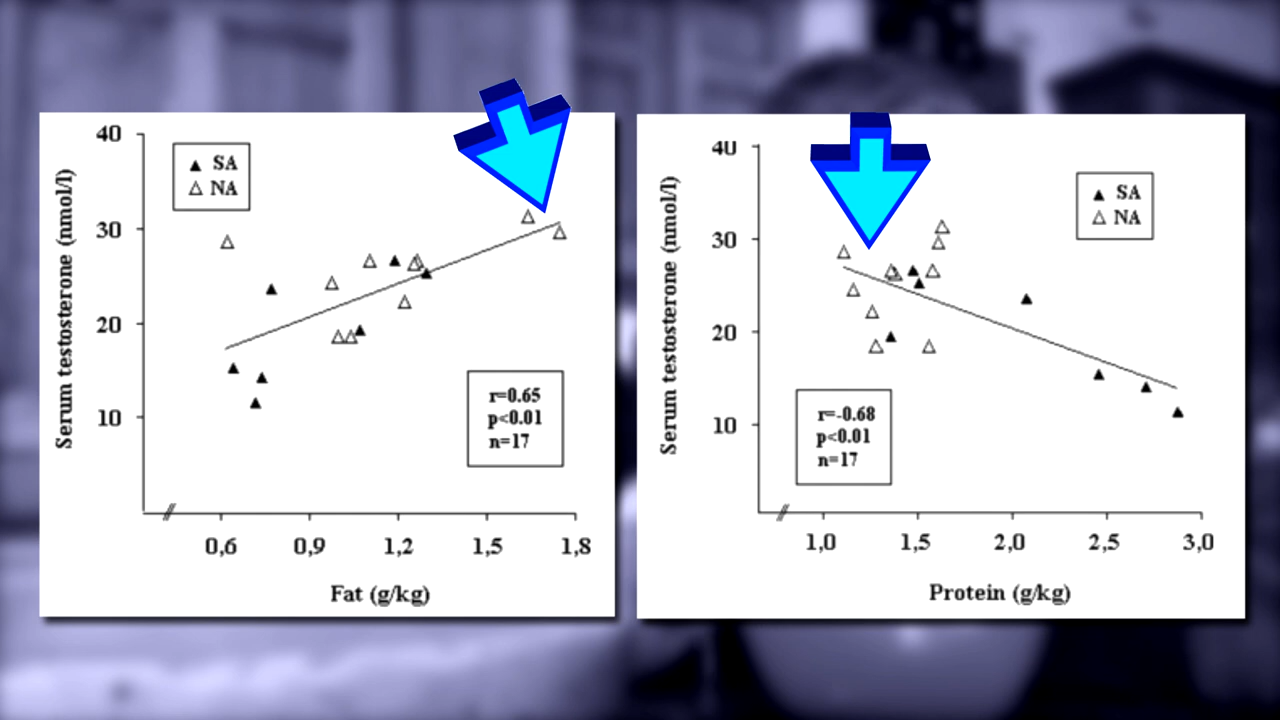 Serum testosterone (nmol/l)
40
30
20
10
SA
NA
r=0.65
p<0.01
n=17
0,6 0,9 1,2 1,5 1,8
Fat (g/kg)
Serum testosterone (nmol/l)
40
30
20
10
SA
NA
r=-0.68
p<0.01
n=17
1,0 1,5 2,0 2,5 3,0
Protein (g/kg)